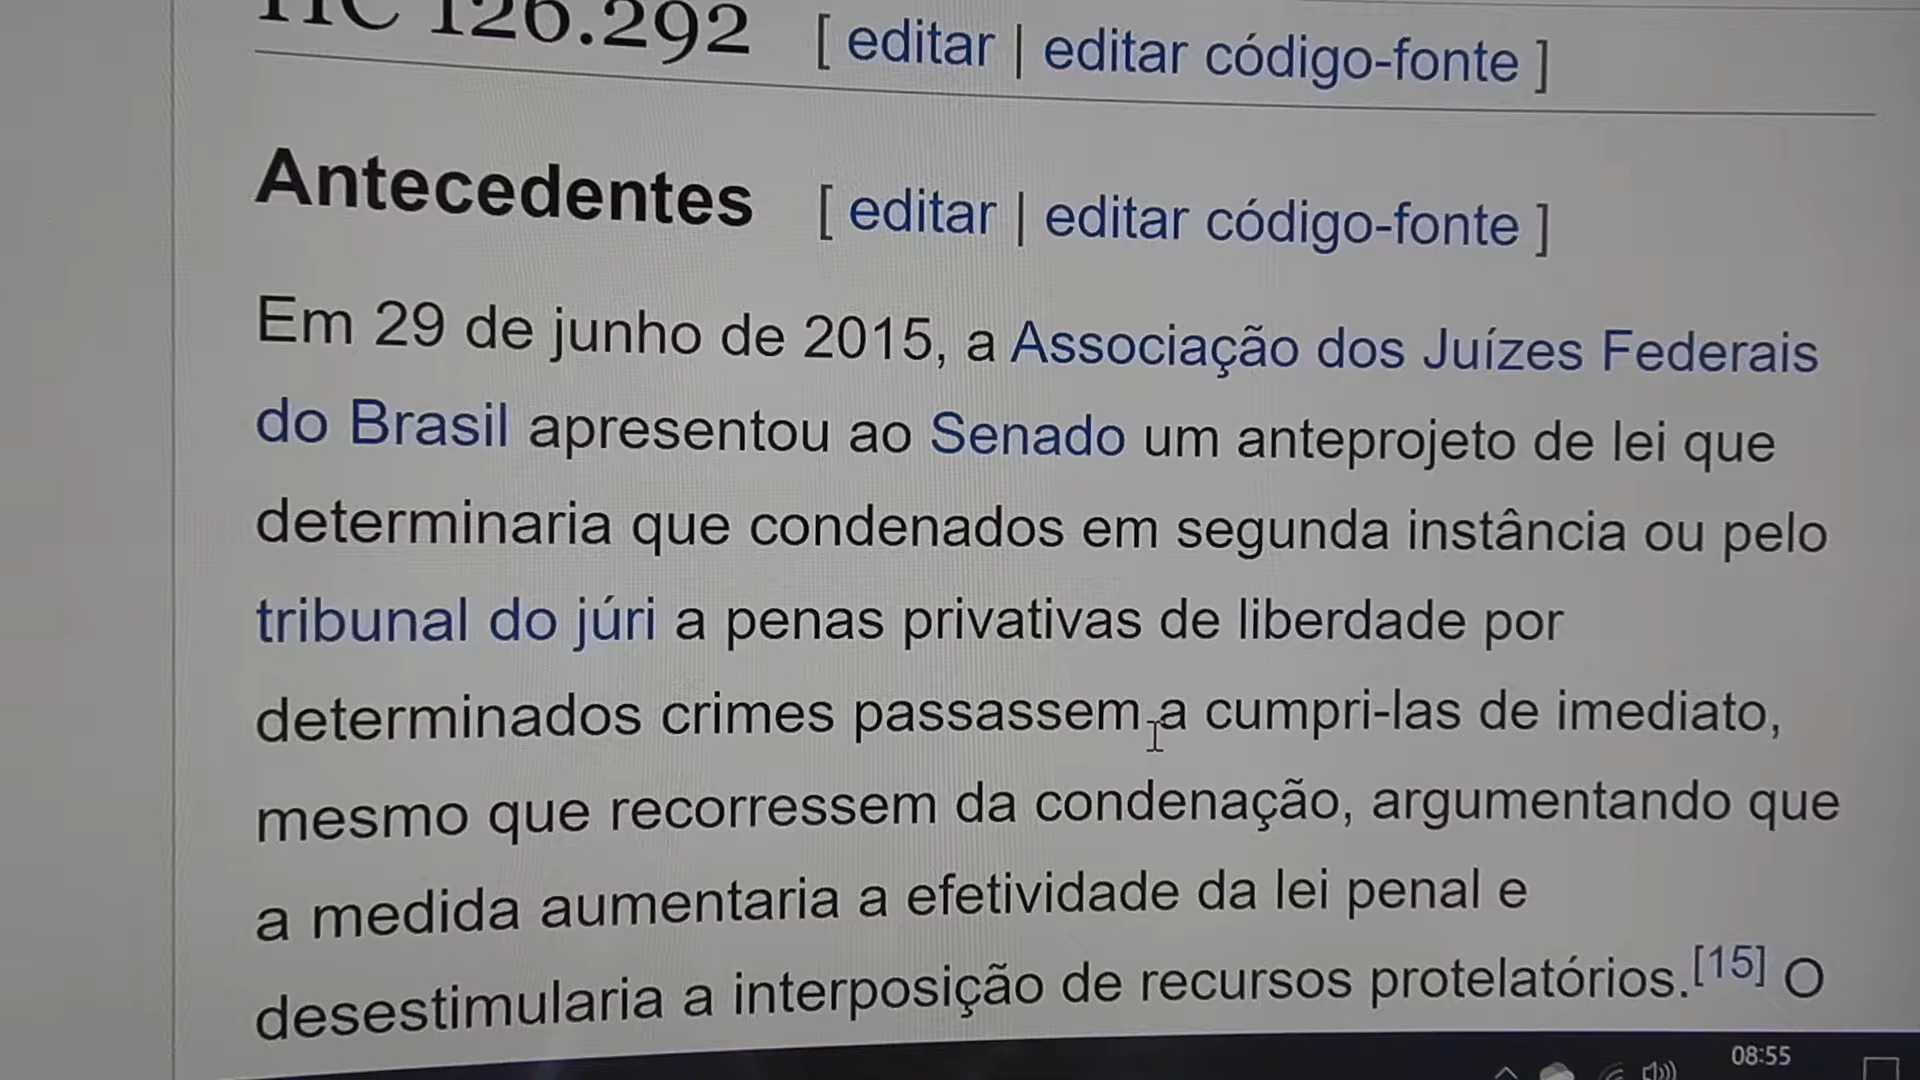 HC 126.292 [ editar | editar código-fonte ]
Antecedentes [ editar | editar código-fonte ]
Em 29 de junho de 2015, a Associação dos Juízes Federais
do Brasil apresentou ao Senado um anteprojeto de lei que
determinaria que condenados em segunda instância ou pelo
tribunal do júri a penas privativas de liberdade por
determinados crimes passassem a cumpri-las de imediato,
mesmo que recorressem da condenação, argumentando que
a medida aumentaria a efetividade da lei penal e
desestimularia a interposição de recursos protelatórios.[15] O
08:55